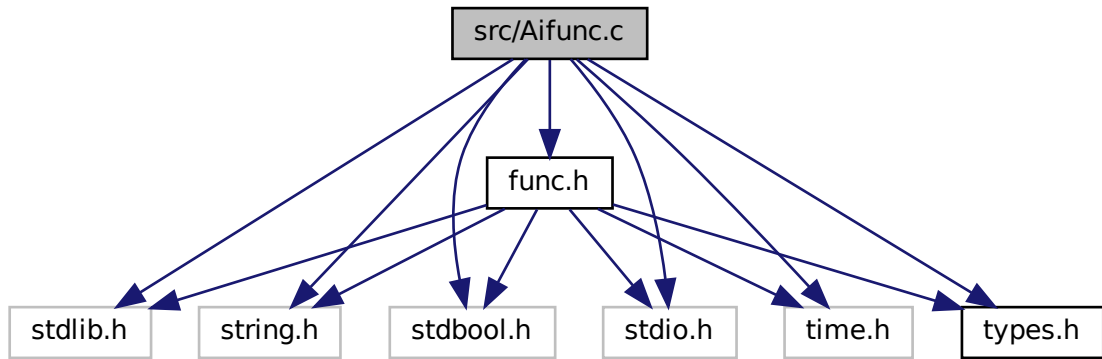 src/Aifunc.c
func.h
stdlib.h
string.h
stdbool.h
stdio.h
time.h
types.h